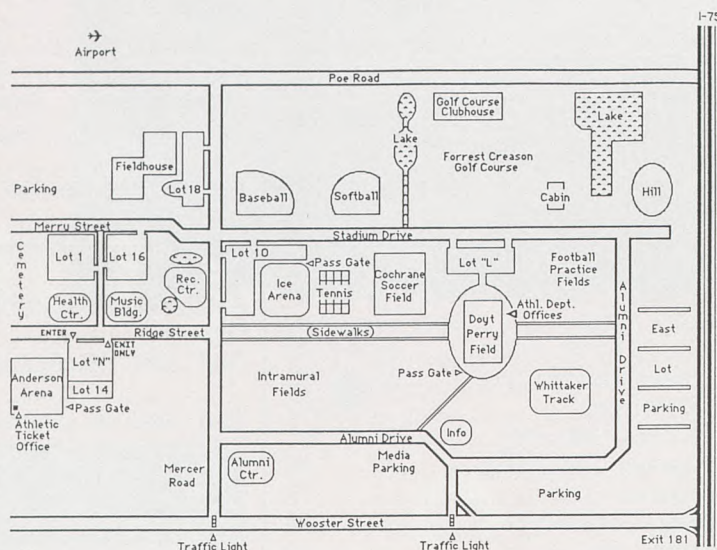 I-75
Airport
Poe Road
Golf Course
Clubhouse
Lake
Lake
Fieldhouse
Forrest Creason
Golf Course
Parking
Lot 18
Baseball
Softball
Cabin
Hill
Merry Street
Stadium Drive
Cemetery
Lot 1
Lot 16
Rec.
Ctr.
Lot 10
Pass Gate
Ice
Arena
Tennis
Cochrane
Soccer
Field
Lot "L"
Football
Practice
Fields
Alumni Drive
Health
Ctr.
Music
Bldg.
Athl. Dept.
Offices
Doyt
Perry
Field
East
Lot
Parking
ENTER
Ridge Street
(Sidewalks)
EXIT
ONLY
Lot "N"
Anderson
Arena
Lot 14
Pass Gate
Athletic
Ticket
Office
Intramural
Fields
Pass Gate
Whittaker
Track
Alumni Drive
Info
Mercer
Road
Alumni
Ctr.
Media
Parking
Parking
Wooster Street
Traffic Light
Traffic Light
Exit 181